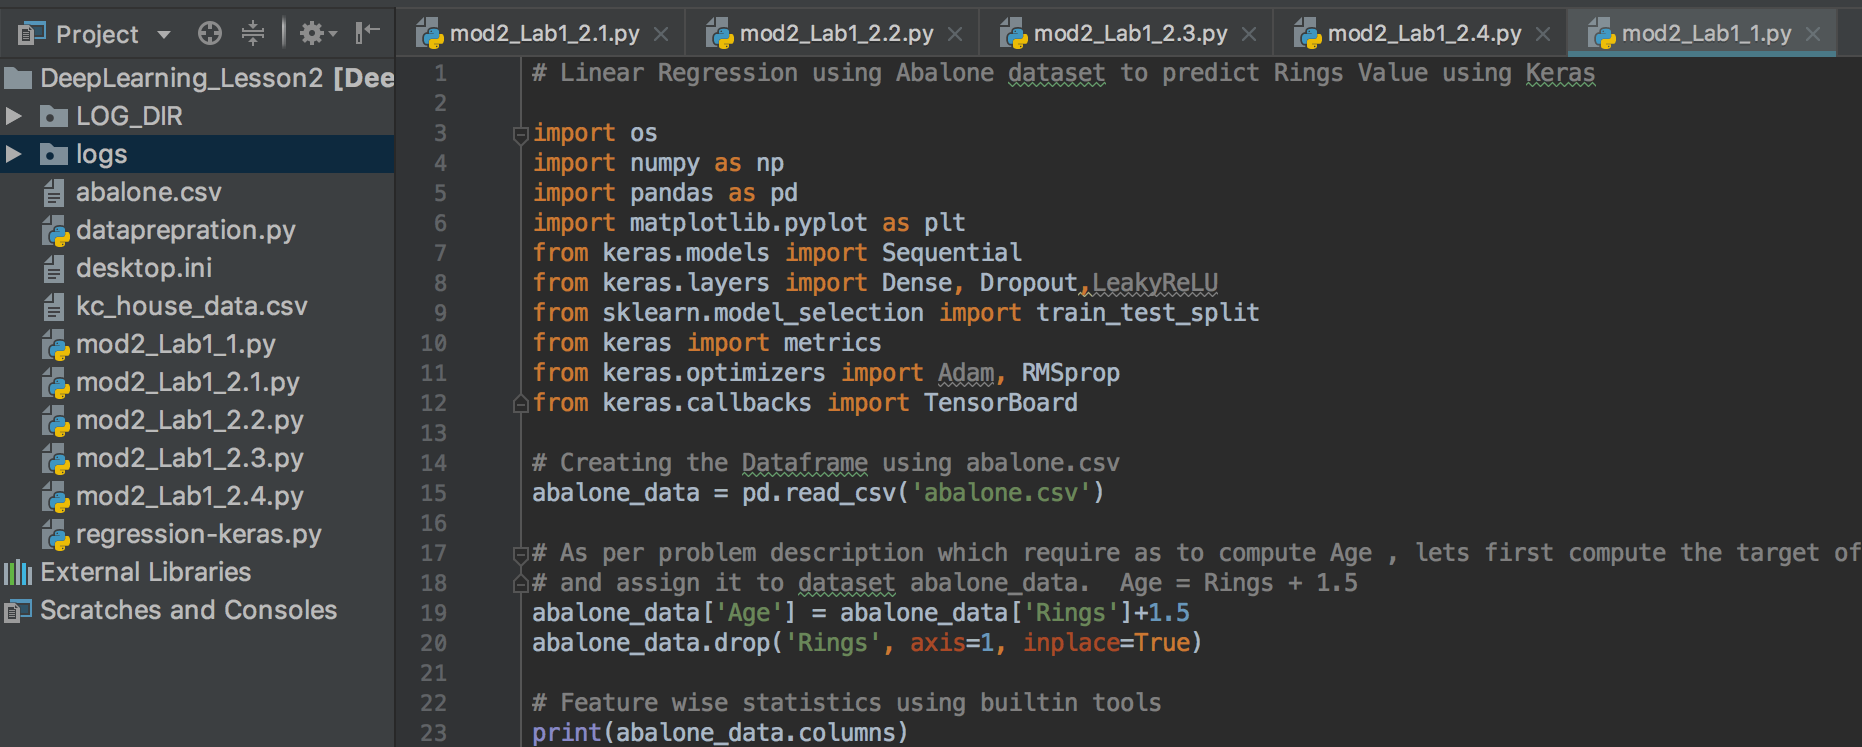 Project
mod2_Lab1_2.1.py
mod2_Lab1_2.2.py
mod2_Lab1_2.3.py
mod2_Lab1_2.4.py
mod2_Lab1_1.py
DeepLearning_Lesson2 [Dee
LOG_DIR
logs
abalone.csv
dataprepration.py
desktop.ini
kc_house_data.csv
mod2_Lab1_1.py
mod2_Lab1_2.1.py
mod2_Lab1_2.2.py
mod2_Lab1_2.3.py
mod2_Lab1_2.4.py
regression-keras.py
External Libraries
Scratches and Consoles
1 # Linear Regression using Abalone dataset to predict Rings Value using Keras
2
3 import os
4 import numpy as np
5 import pandas as pd
6 import matplotlib.pyplot as plt
7 from keras.models import Sequential
8 from keras.layers import Dense, Dropout,LeakyReLU
9 from sklearn.model_selection import train_test_split
10 from keras import metrics
11 from keras.optimizers import Adam, RMSprop
12 from keras.callbacks import TensorBoard
13
14 # Creating the Dataframe using abalone.csv
15 abalone_data = pd.read_csv('abalone.csv')
16
17 # As per problem description which require as to compute Age , lets first compute the target of
18 # and assign it to dataset abalone_data.  Age = Rings + 1.5
19 abalone_data['Age'] = abalone_data['Rings']+1.5
20 abalone_data.drop('Rings', axis=1, inplace=True)
21
22 # Feature wise statistics using builtin tools
23 print(abalone_data.columns)